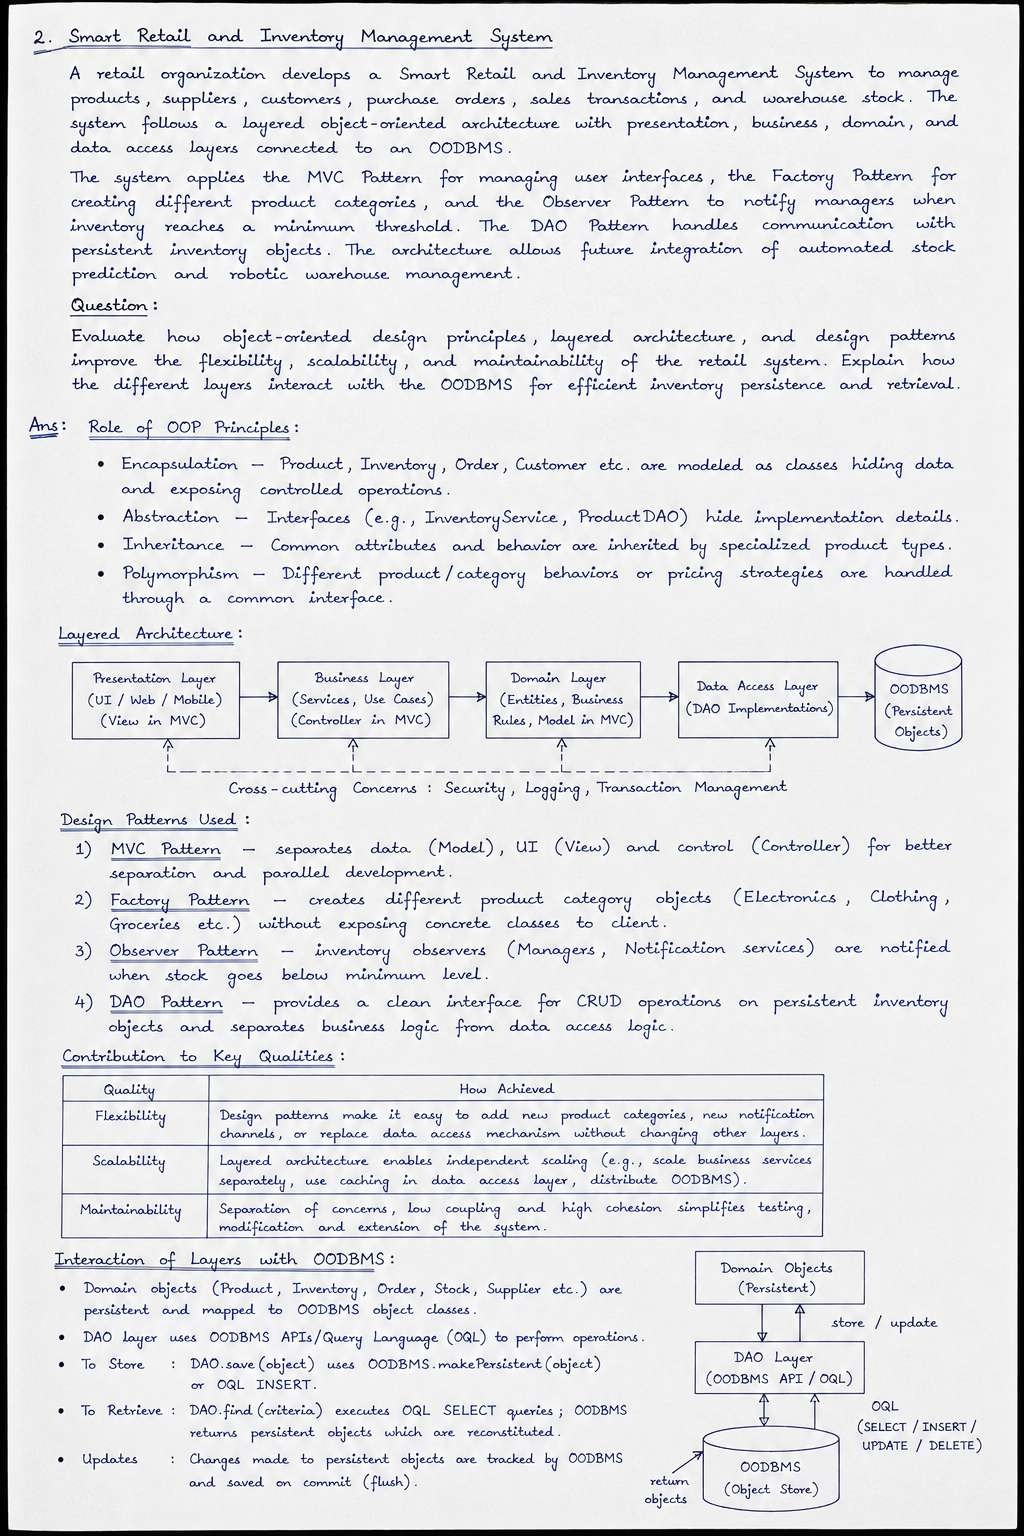 2. Smart Retail and Inventory Management System
A retail organization develops a Smart Retail and Inventory Management System to manage
products, suppliers, customers, purchase orders, sales transactions, and warehouse stock. The
system follows a layered object-oriented architecture with presentation, business, domain, and
data access layers connected to an OODBMS.
The system applies the MVC Pattern for managing user interfaces, the Factory Pattern for
creating different product categories, and the Observer Pattern to notify managers when
inventory reaches a minimum threshold. The DAO Pattern handles communication with
persistent inventory objects. The architecture allows future integration of automated stock
prediction and robotic warehouse management.
Question:
Evaluate how object-oriented design principles, layered architecture, and design patterns
improve the flexibility, scalability, and maintainability of the retail system. Explain how
the different layers interact with the OODBMS for efficient inventory persistence and retrieval.
Ans: Role of OOP Principles:
• Encapsulation – Product, Inventory, Order, Customer etc. are modeled as classes hiding data
and exposing controlled operations.
• Abstraction – Interfaces (e.g., InventoryService, ProductDAO) hide implementation details.
• Inheritance – Common attributes and behavior are inherited by specialized product types.
• Polymorphism – Different product/category behaviors or pricing strategies are handled
through a common interface.
Layered Architecture:
Presentation Layer
(UI / Web / Mobile)
(View in MVC)
Business Layer
(Services, Use Cases)
(Controller in MVC)
Domain Layer
(Entities, Business
Rules, Model in MVC)
Data Access Layer
(DAO Implementations)
OODBMS
(Persistent
Objects)
Cross-cutting Concerns : Security, Logging, Transaction Management
Design Patterns Used :
1) MVC Pattern – separates data (Model), UI (View) and control (Controller) for better
separation and parallel development.
2) Factory Pattern – creates different product category objects (Electronics, Clothing,
Groceries etc.) without exposing concrete classes to client.
3) Observer Pattern – inventory observers (Managers, Notification services) are notified
when stock goes below minimum level.
4) DAO Pattern – provides a clean interface for CRUD operations on persistent inventory
objects and separates business logic from data access logic.
Contribution to Key Qualities :
Quality How Achieved
Flexibility Design patterns make it easy to add new product categories, new notification
channels, or replace data access mechanism without changing other layers.
Scalability Layered architecture enables independent scaling (e.g., scale business services
separately, use caching in data access layer, distribute OODBMS).
Maintainability Separation of concerns, low coupling and high cohesion simplifies testing,
modification and extension of the system.
Interaction of Layers with OODBMS :
• Domain objects (Product, Inventory, Order, Stock, Supplier etc.) are
persistent and mapped to OODBMS object classes.
• DAO layer uses OODBMS APIs/Query Language (OQL) to perform operations.
• To Store : DAO.save(object) uses OODBMS.makePersistent(object)
or OQL INSERT.
• To Retrieve : DAO.find(criteria) executes OQL SELECT queries; OODBMS
returns persistent objects which are reconstituted.
• Updates : Changes made to persistent objects are tracked by OODBMS
and saved on commit (flush).
Domain Objects
(Persistent)
store / update
DAO Layer
(OODBMS API / OQL)
OQL
(SELECT / INSERT /
UPDATE / DELETE)
OODBMS
(Object Store)
return
objects